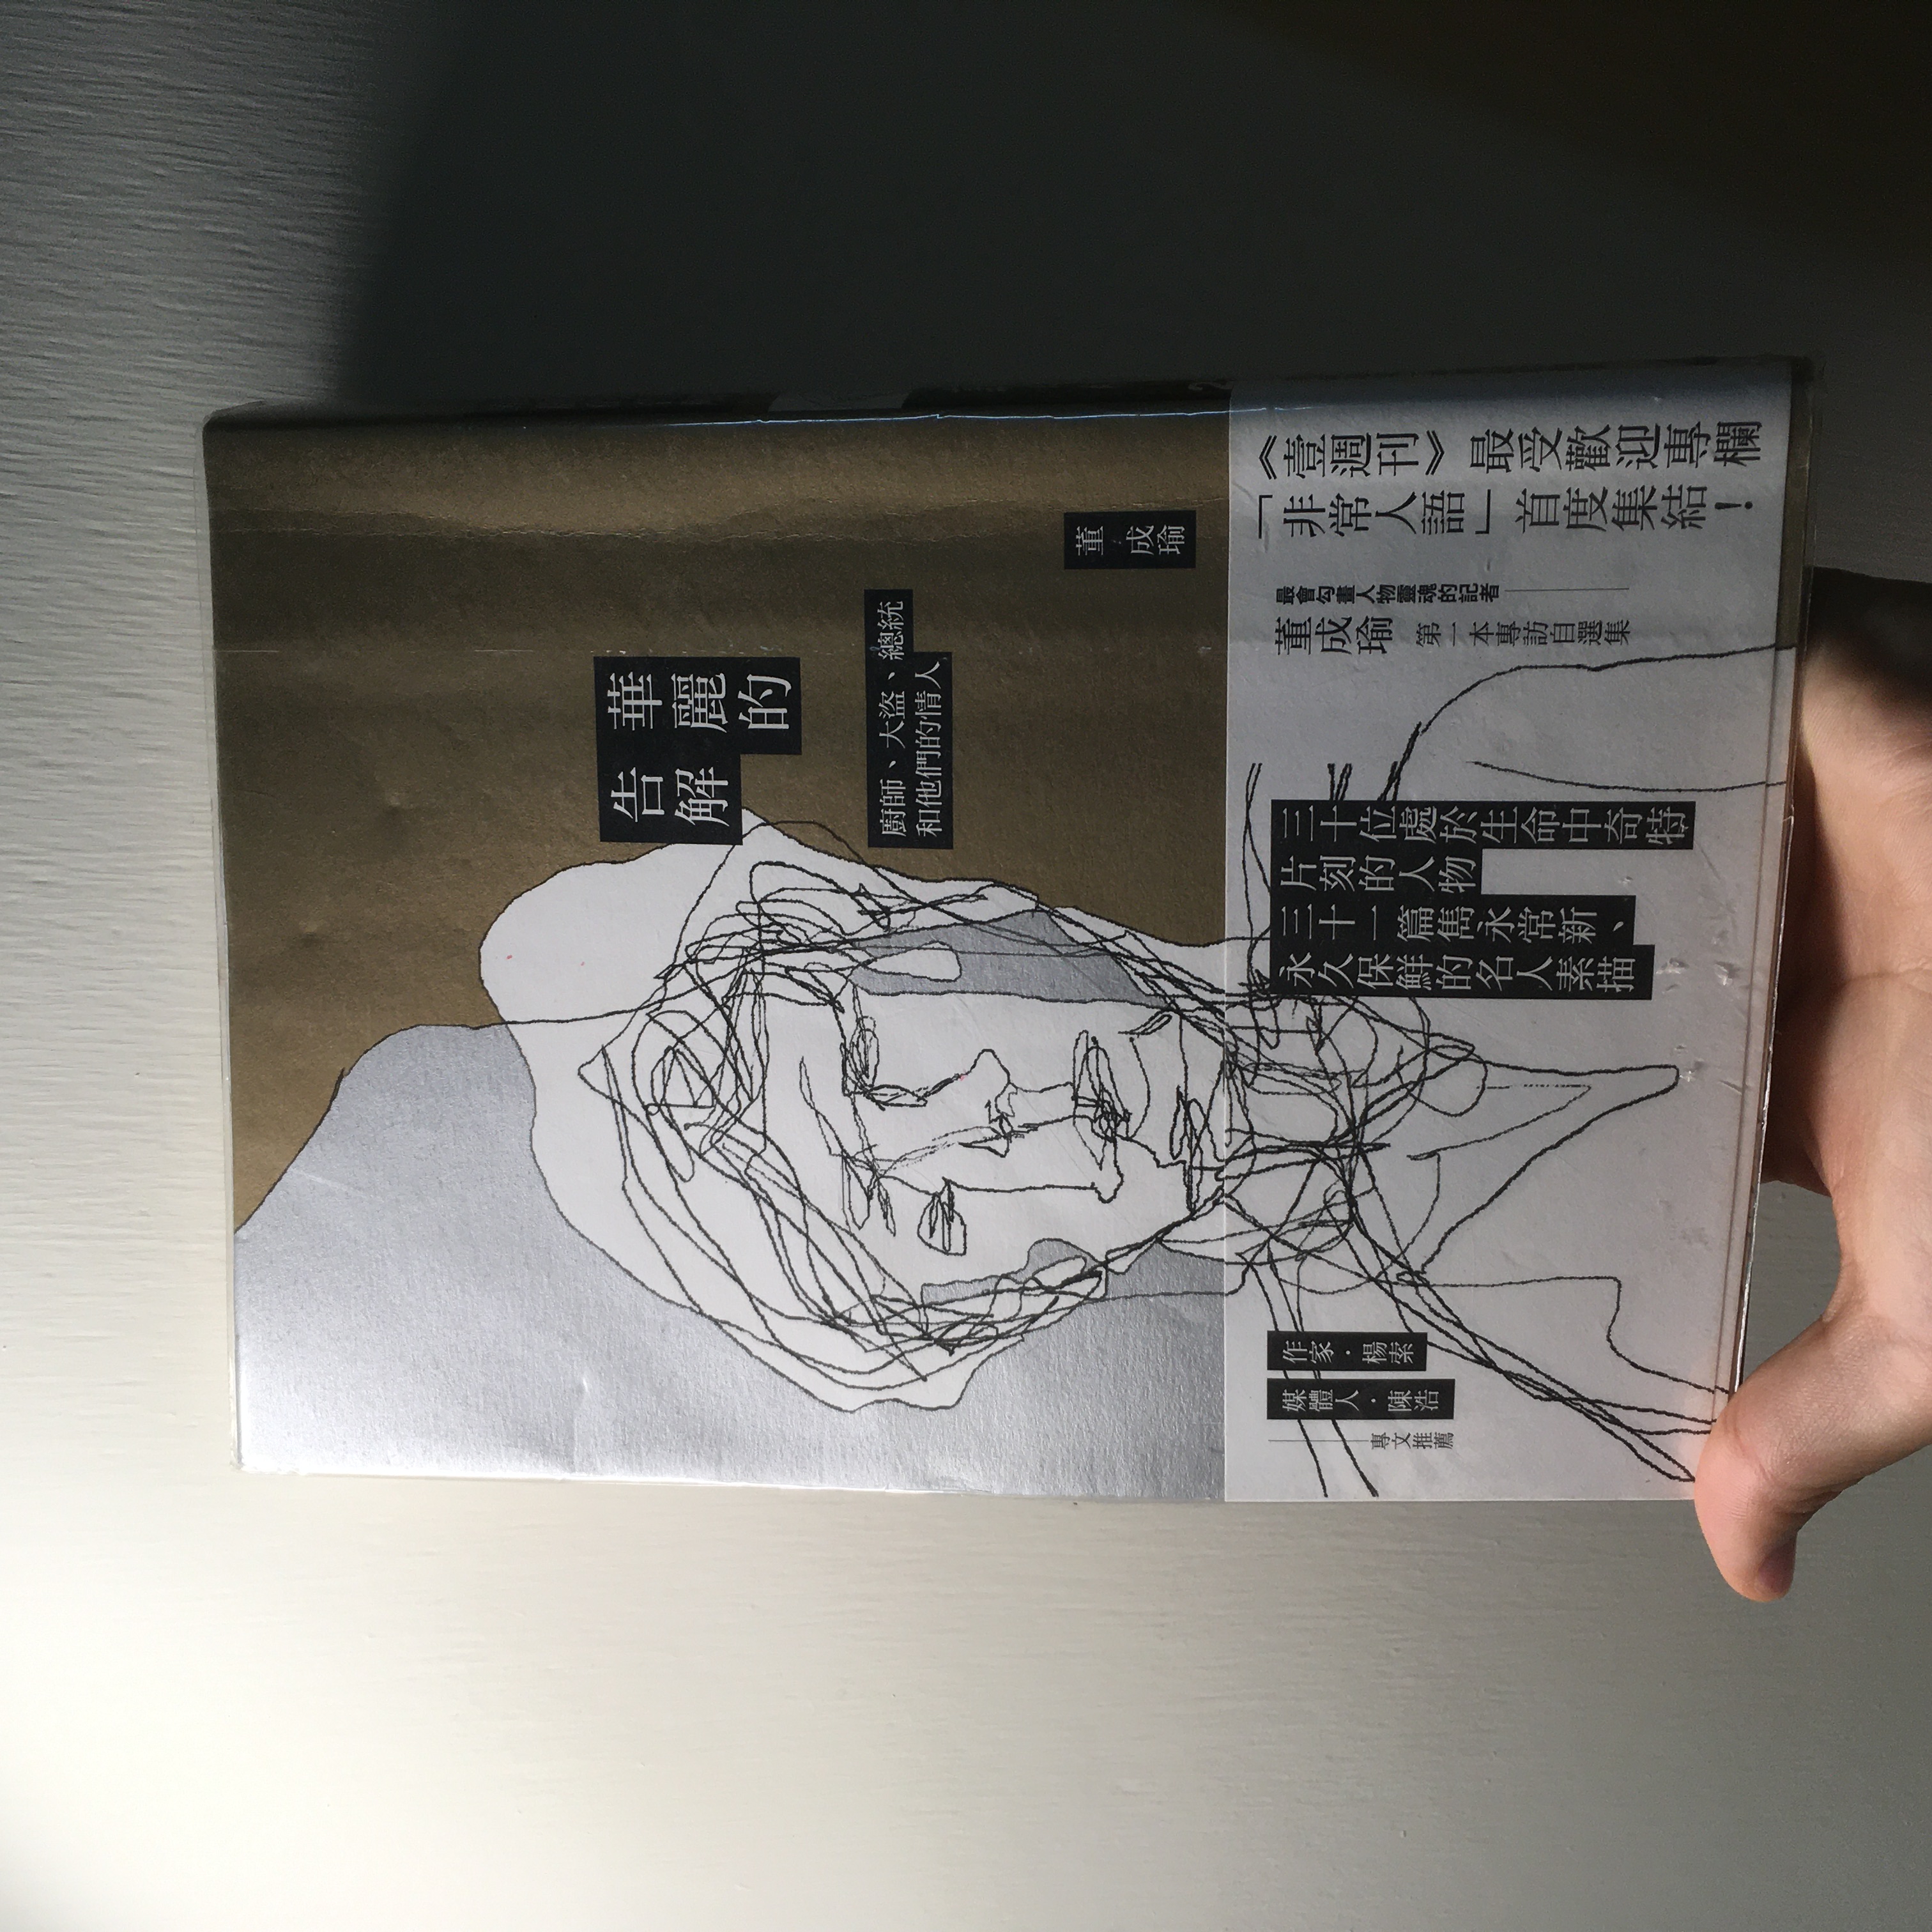 華麗的
告解
廚師、大盜、總統
和他們的情人
董成瑜
《壹週刊》最受歡迎專欄
「非常人語」首度集結！
最會勾畫人物靈魂的記者
董成瑜 第一本專訪自選集
三十位處於生命中奇特
片刻的人物
三十一篇雋永常新、
永久保鮮的名人素描
作家・楊索
媒體人・陳浩
專文推薦